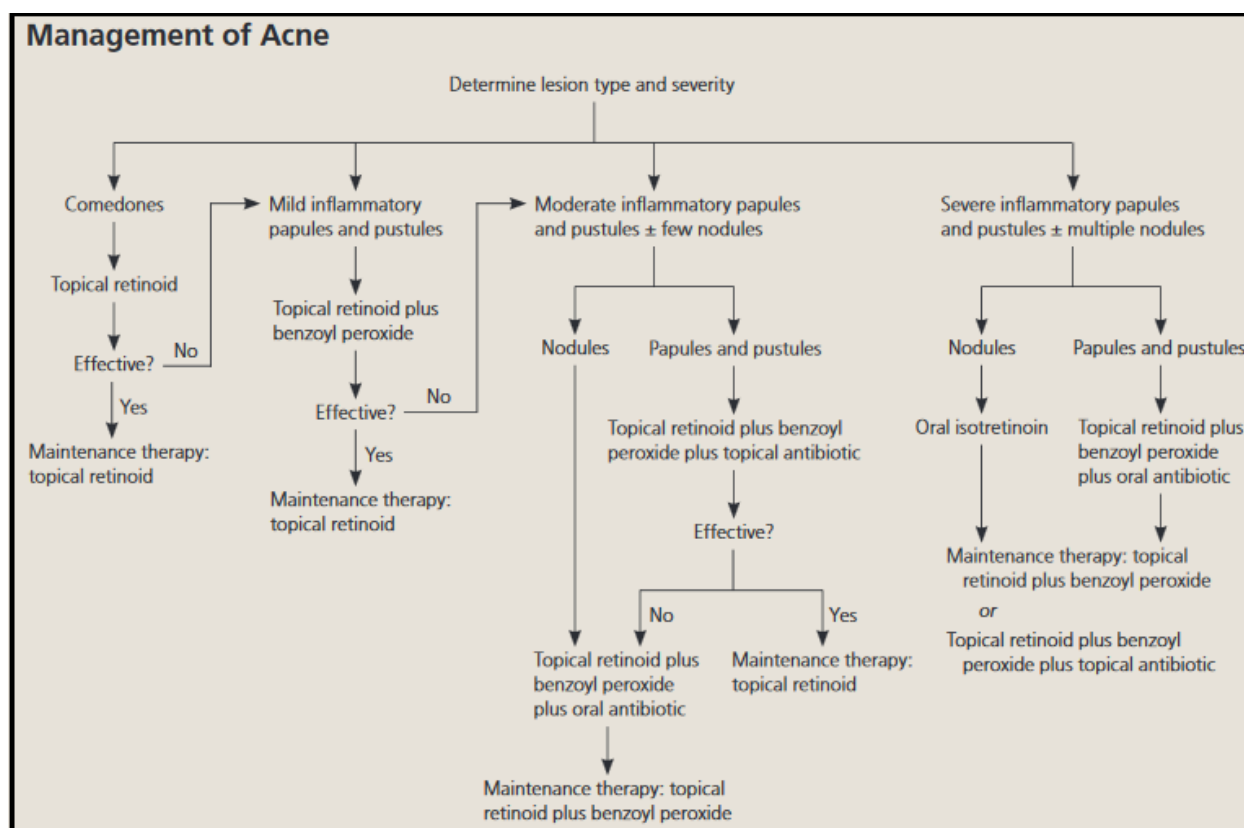 Management of Acne
Determine lesion type and severity
Comedones
Topical retinoid
Effective?
No
Yes
Maintenance therapy:
topical retinoid
Mild inflammatory
papules and pustules
Topical retinoid plus
benzoyl peroxide
Effective?
No
Yes
Maintenance therapy:
topical retinoid
Moderate inflammatory papules
and pustules ± few nodules
Nodules
Papules and pustules
Topical retinoid plus benzoyl
peroxide plus topical antibiotic
Effective?
No
Yes
Topical retinoid plus
benzoyl peroxide
plus oral antibiotic
Maintenance therapy:
topical retinoid
Maintenance therapy: topical
retinoid plus benzoyl peroxide
Severe inflammatory papules
and pustules ± multiple nodules
Nodules
Papules and pustules
Oral isotretinoin
Topical retinoid plus
benzoyl peroxide
plus oral antibiotic
Maintenance therapy: topical
retinoid plus benzoyl peroxide
or
Topical retinoid plus benzoyl
peroxide plus topical antibiotic